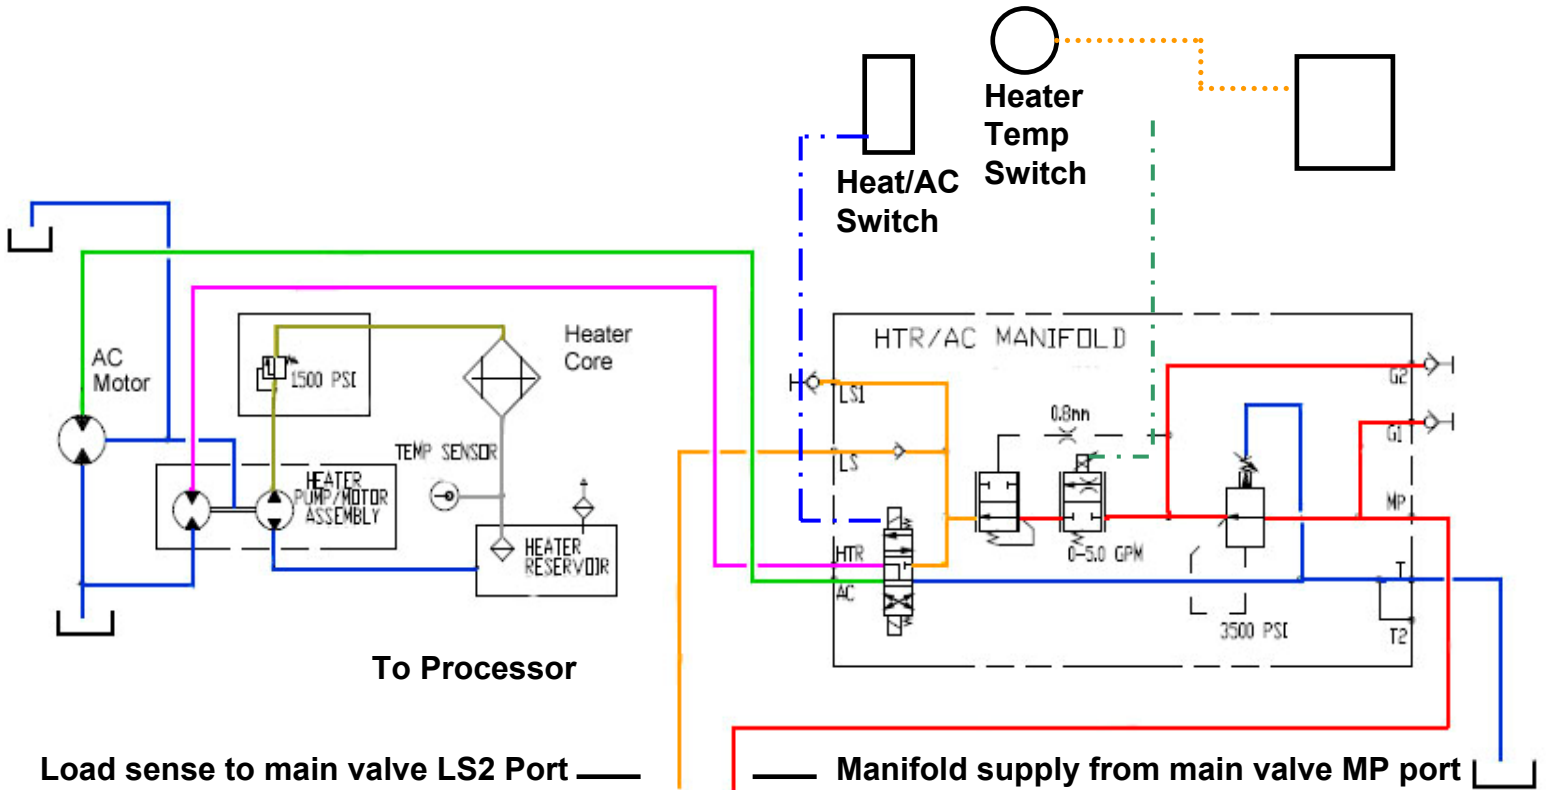 Heater
Temp
Switch
Heat/AC
Switch
HTR/AC MANIFOLD
AC
Motor
1500 PSI
Heater
Core
TEMP SENSOR
HEATER
PUMP/MOTOR
ASSEMBLY
HEATER
RESERVOIR
LS1
LS
HTR
AC
0.8mm
0-5.0 GPM
3500 PSI
G2
G1
MP
T
T2
To Processor
Load sense to main valve LS2 Port
Manifold supply from main valve MP port